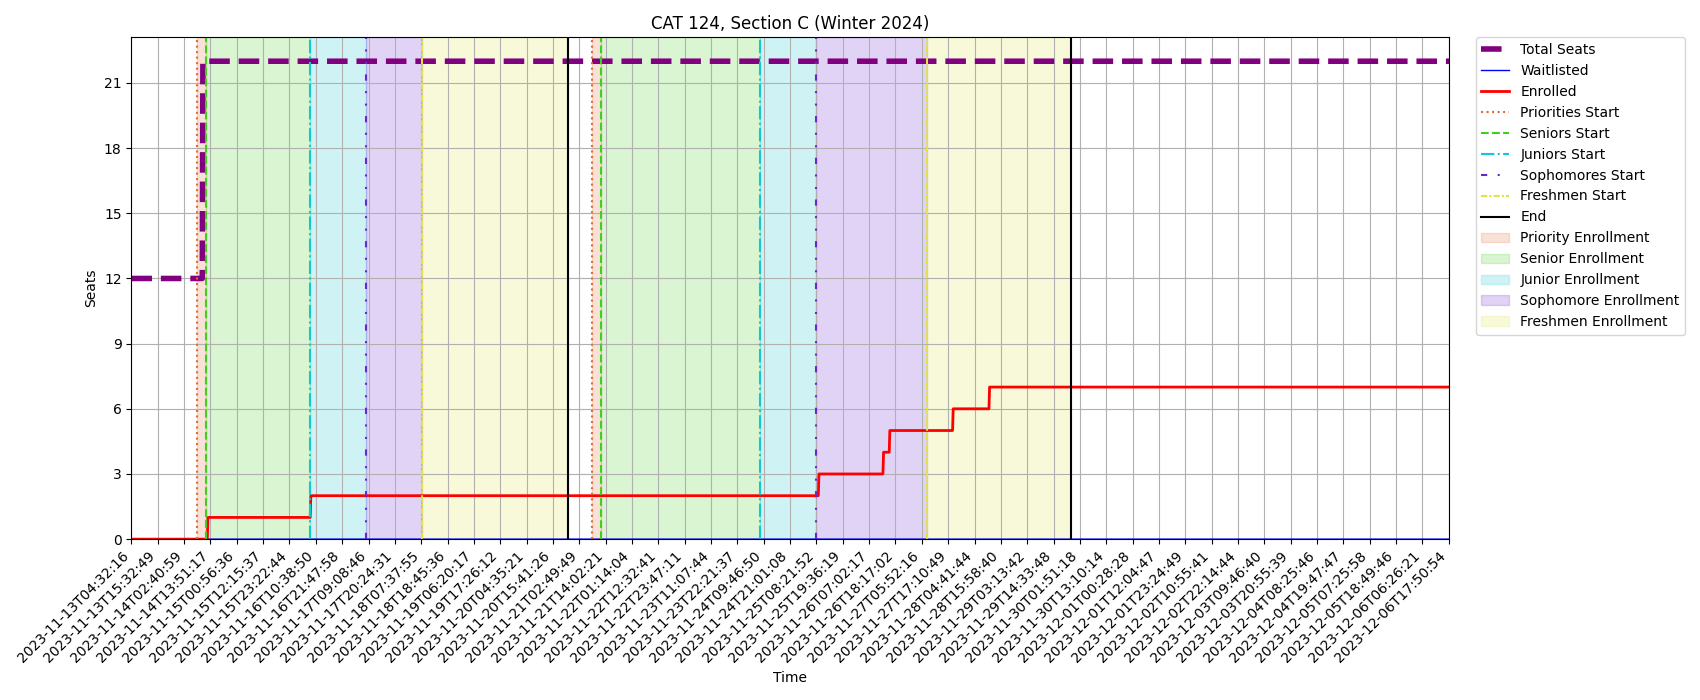 CAT 124, Section C (Winter 2024)
Total Seats
Waitlisted
Enrolled
Priorities Start
Seniors Start
Juniors Start
Sophomores Start
Freshmen Start
End
Priority Enrollment
Senior Enrollment
Junior Enrollment
Sophomore Enrollment
Freshmen Enrollment
Seats
21
18
15
12
9
6
3
0
2023-11-13T04:32:16
2023-11-13T15:32:49
2023-11-14T02:40:59
2023-11-14T13:51:17
2023-11-15T00:56:36
2023-11-15T12:15:37
2023-11-15T23:22:44
2023-11-16T10:38:50
2023-11-16T21:47:58
2023-11-17T09:08:46
2023-11-17T20:24:31
2023-11-18T07:37:55
2023-11-18T18:45:36
2023-11-19T06:20:17
2023-11-19T17:26:12
2023-11-20T04:35:21
2023-11-20T15:41:26
2023-11-21T02:49:49
2023-11-21T14:02:21
2023-11-22T01:14:04
2023-11-22T12:32:41
2023-11-22T23:47:11
2023-11-23T11:07:44
2023-11-23T22:21:37
2023-11-24T09:46:50
2023-11-24T21:01:08
2023-11-25T08:21:52
2023-11-25T19:36:19
2023-11-26T07:02:17
2023-11-26T18:17:02
2023-11-27T05:52:16
2023-11-27T17:10:49
2023-11-28T04:41:44
2023-11-28T15:58:40
2023-11-29T03:13:42
2023-11-29T14:33:48
2023-11-30T01:51:18
2023-11-30T13:10:14
2023-12-01T00:28:28
2023-12-01T12:04:47
2023-12-01T23:24:49
2023-12-02T10:55:41
2023-12-02T22:14:44
2023-12-03T09:46:40
2023-12-03T20:55:39
2023-12-04T08:25:46
2023-12-04T19:47:47
2023-12-05T07:25:58
2023-12-05T18:49:46
2023-12-06T06:26:21
2023-12-06T17:50:54
Time